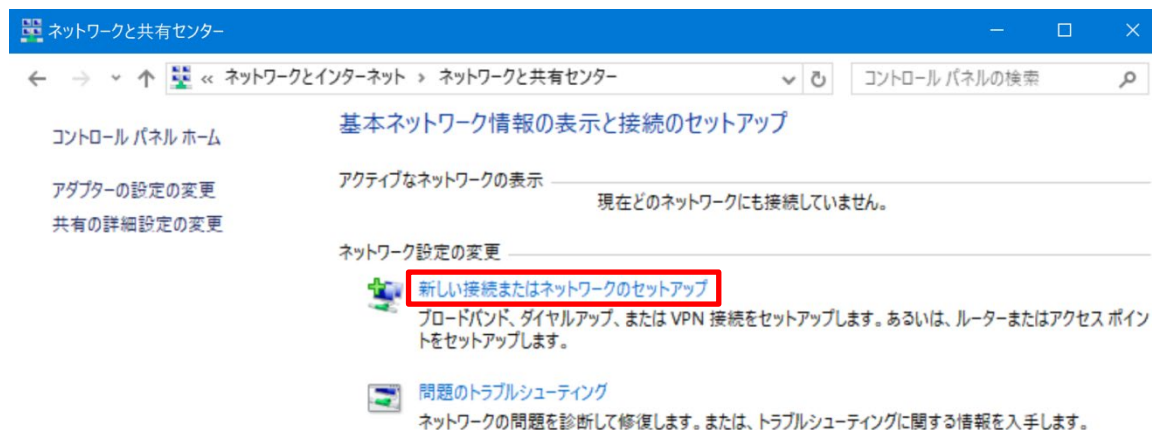 ネットワークと共有センター
« ネットワークとインターネット › ネットワークと共有センター
コントロール パネルの検索
コントロール パネル ホーム
アダプターの設定の変更
共有の詳細設定の変更
基本ネットワーク情報の表示と接続のセットアップ
アクティブなネットワークの表示
現在どのネットワークにも接続していません。
ネットワーク設定の変更
新しい接続またはネットワークのセットアップ
ブロードバンド、ダイヤルアップ、または VPN 接続をセットアップします。あるいは、ルーターまたはアクセス ポイン
トをセットアップします。
問題のトラブルシューティング
ネットワークの問題を診断して修復します。または、トラブルシューティングに関する情報を入手します。